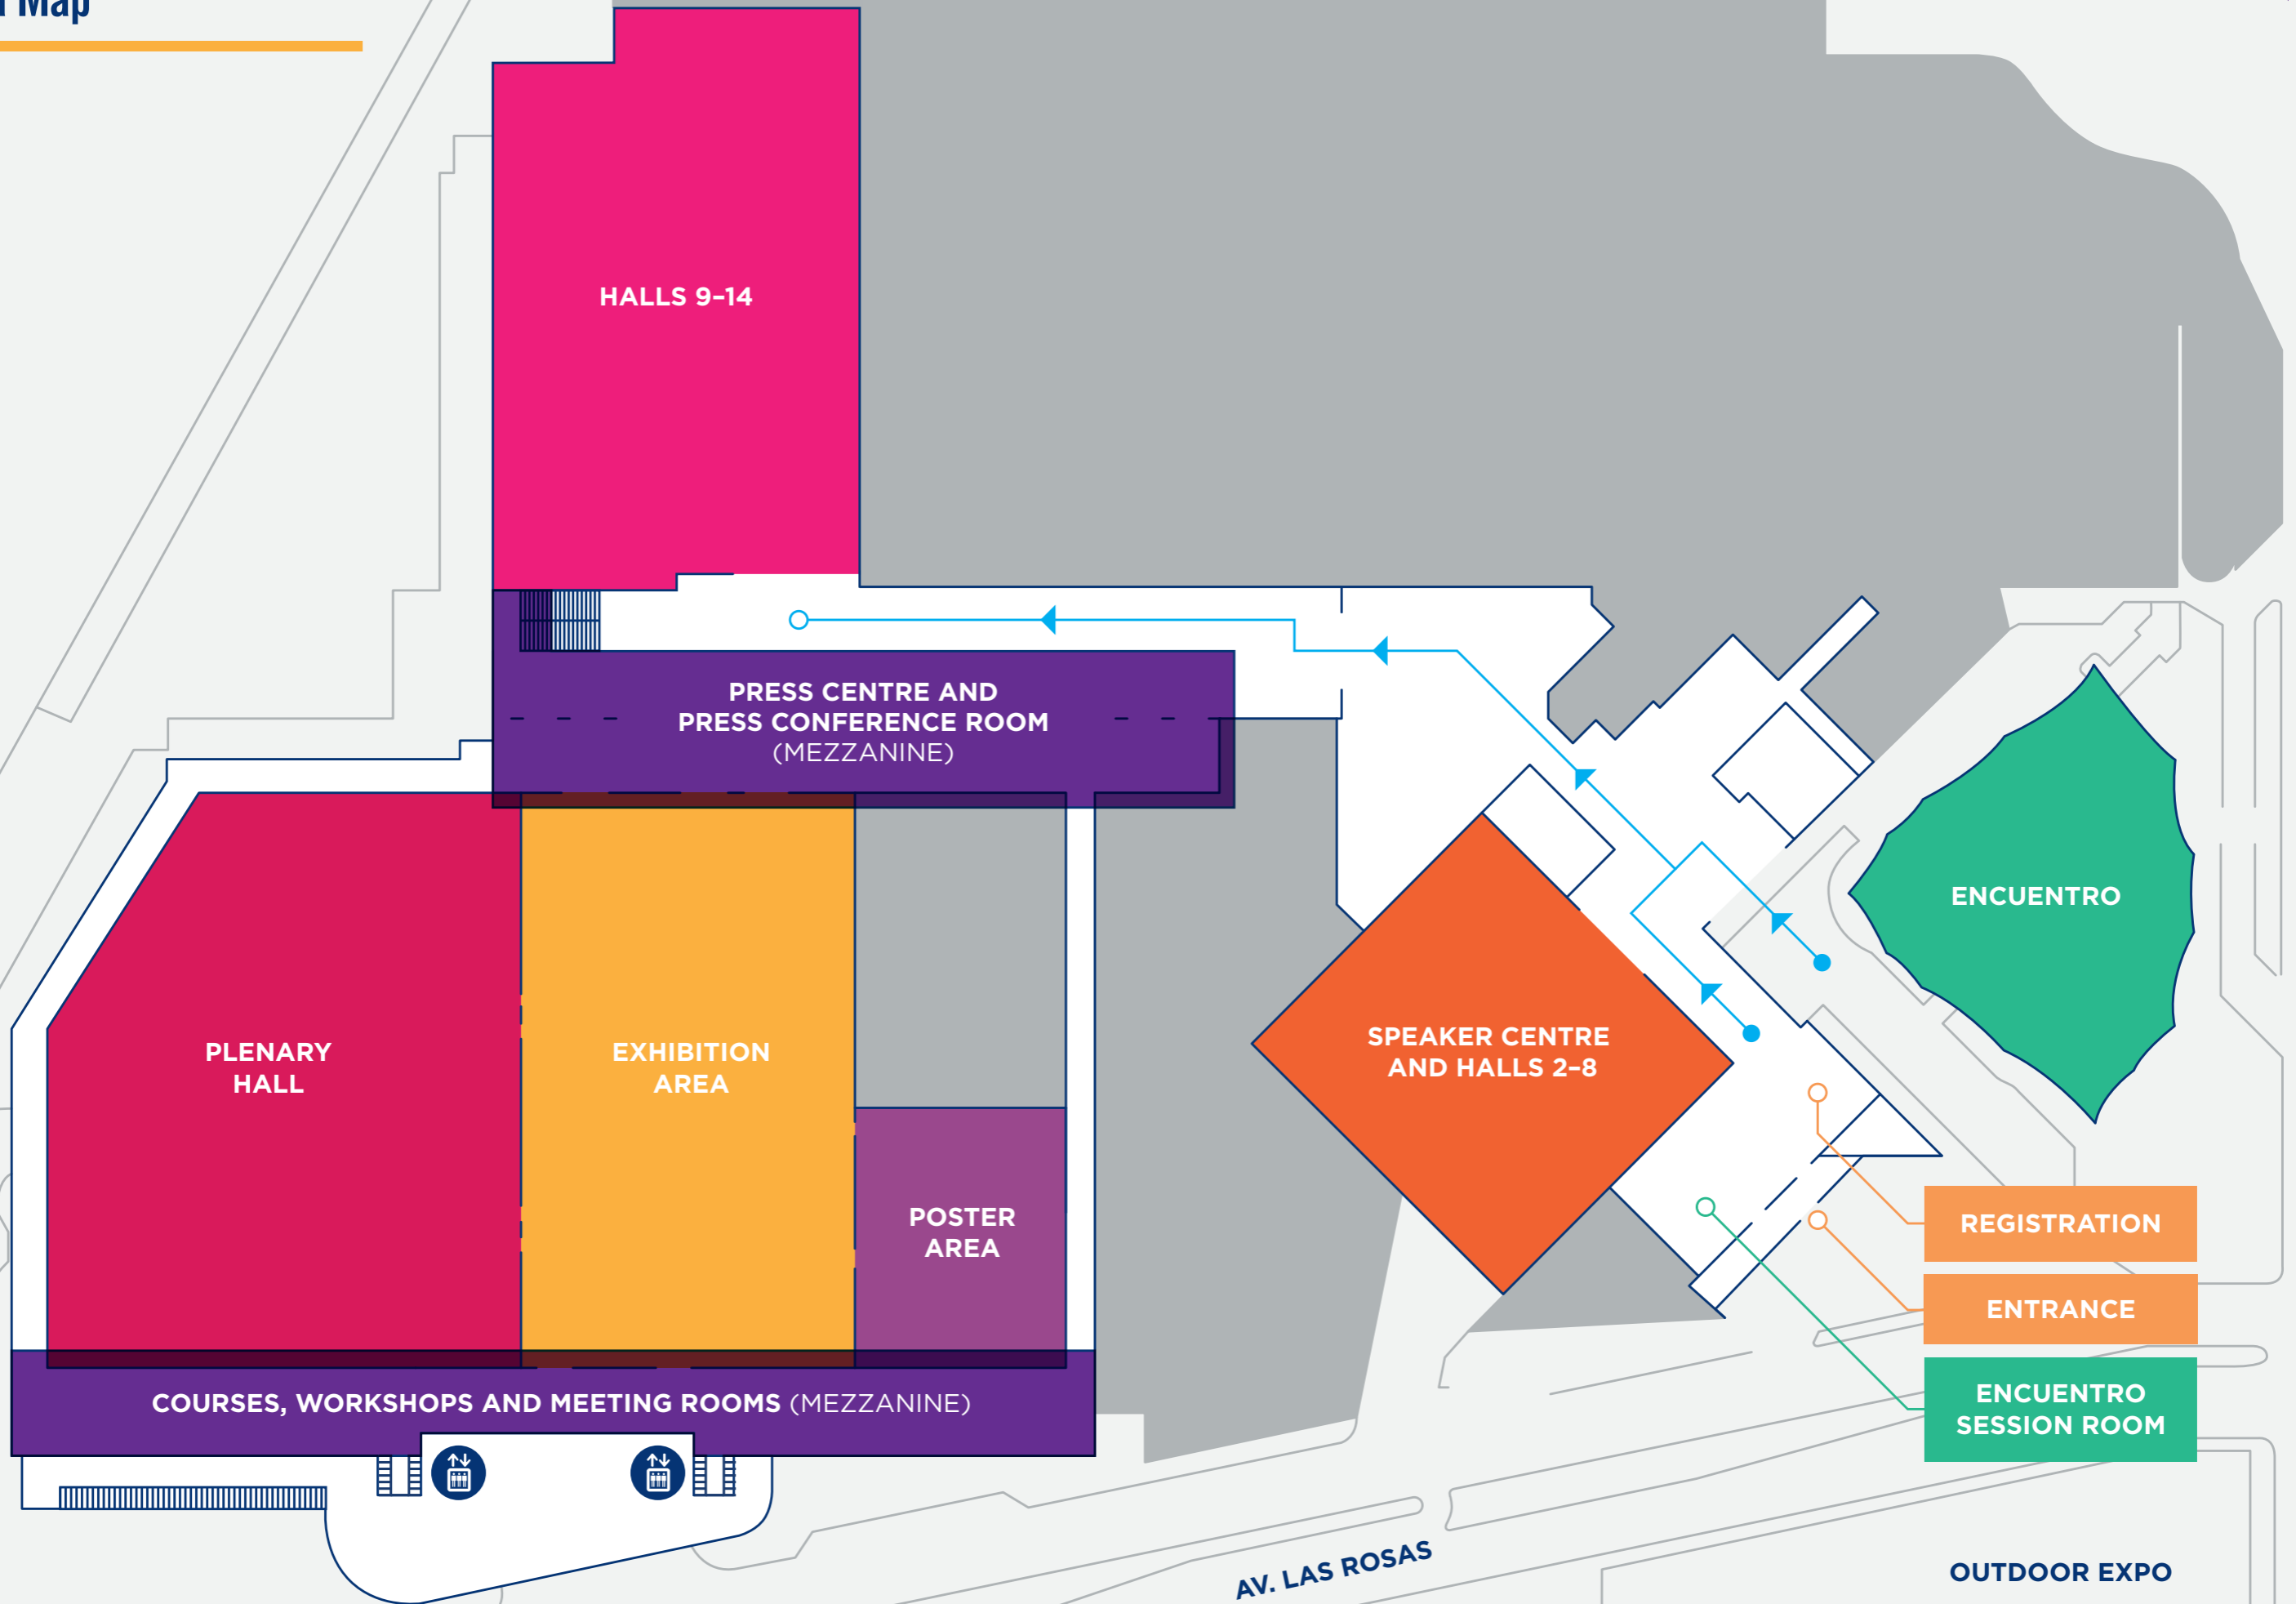 Map
HALLS 9–14
PRESS CENTRE AND
PRESS CONFERENCE ROOM
(MEZZANINE)
ENCUENTRO
PLENARY
HALL
EXHIBITION
AREA
SPEAKER CENTRE
AND HALLS 2–8
POSTER
AREA
REGISTRATION
ENTRANCE
ENCUENTRO
SESSION ROOM
COURSES, WORKSHOPS AND MEETING ROOMS (MEZZANINE)
AV. LAS ROSAS
OUTDOOR EXPO